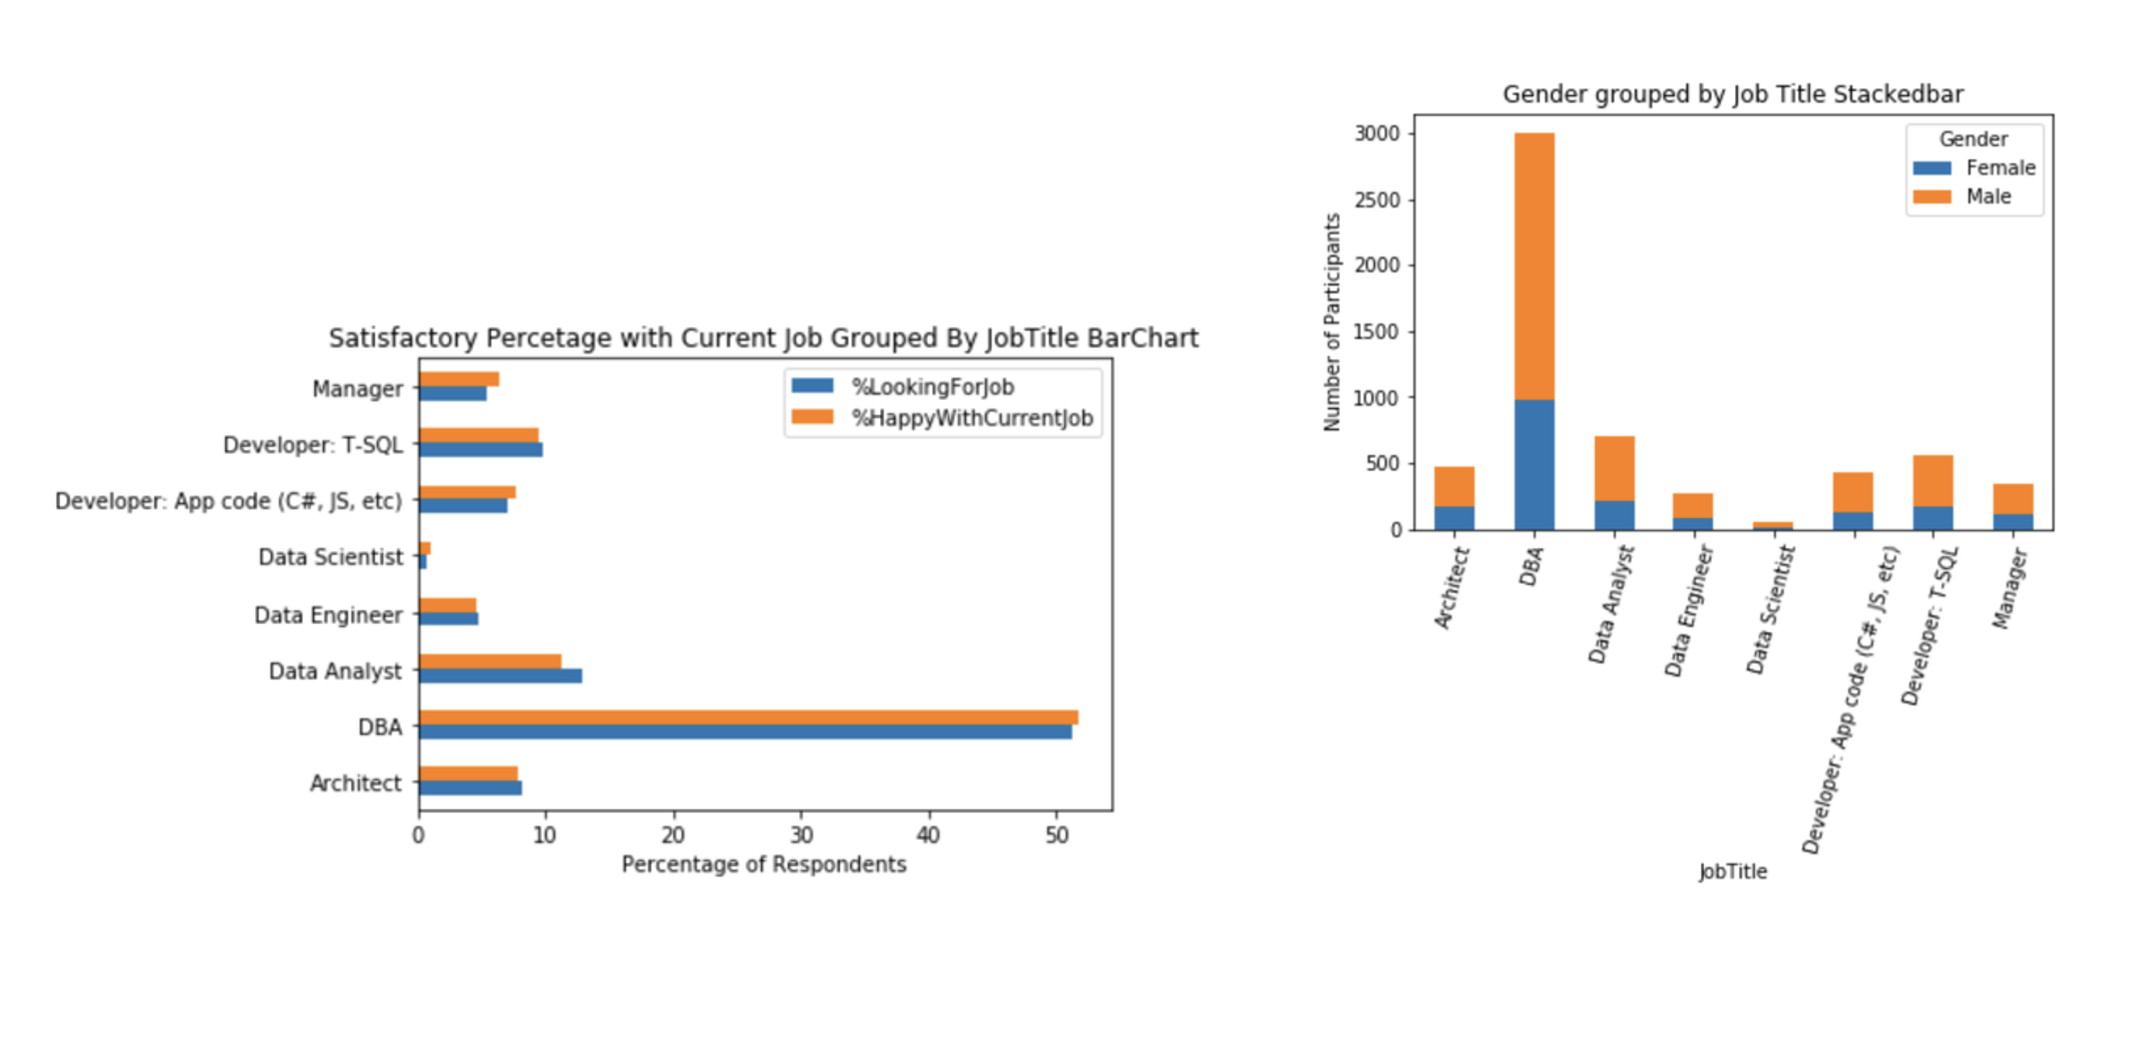 Satisfactory Percetage with Current Job Grouped By JobTitle BarChart
%LookingForJob
%HappyWithCurrentJob
Manager
Developer: T-SQL
Developer: App code (C#, JS, etc)
Data Scientist
Data Engineer
Data Analyst
DBA
Architect
0 10 20 30 40 50
Percentage of Respondents
Gender grouped by Job Title Stackedbar
Gender
Female
Male
Number of Participants
3000
2500
2000
1500
1000
500
0
Architect
DBA
Data Analyst
Data Engineer
Data Scientist
Developer: App code (C#, JS, etc)
Developer: T-SQL
Manager
JobTitle